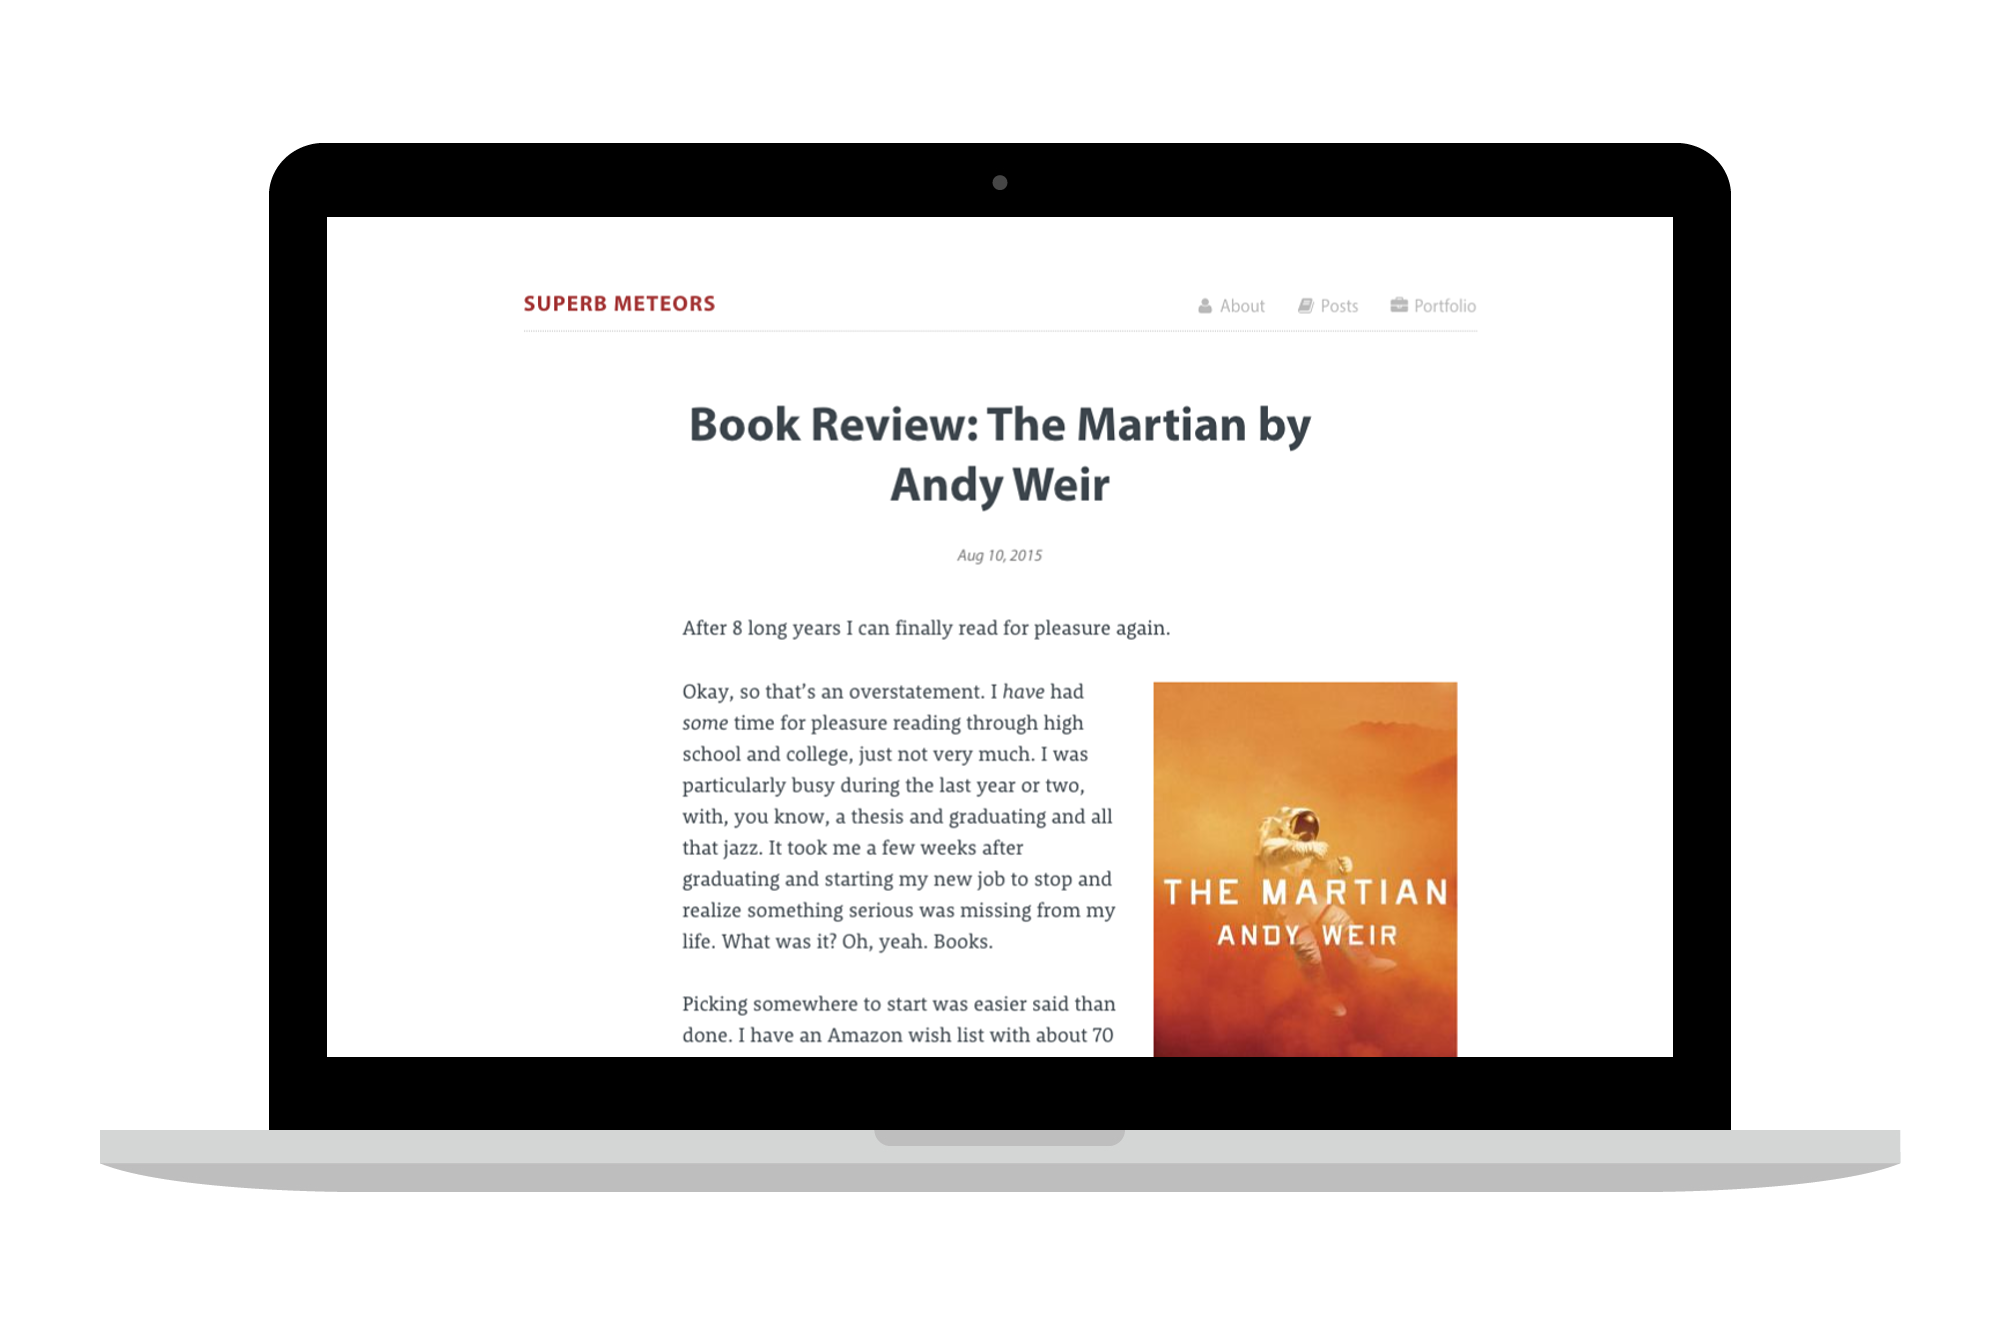 SUPERB METEORS
About Posts Portfolio
Book Review: The Martian by
Andy Weir
Aug 10, 2015
After 8 long years I can finally read for pleasure again.
Okay, so that’s an overstatement. I have had
some time for pleasure reading through high
school and college, just not very much. I was
particularly busy during the last year or two,
with, you know, a thesis and graduating and all
that jazz. It took me a few weeks after
graduating and starting my new job to stop and
realize something serious was missing from my
life. What was it? Oh, yeah. Books.
Picking somewhere to start was easier said than
done. I have an Amazon wish list with about 70
THE MARTIAN
ANDY WEIR